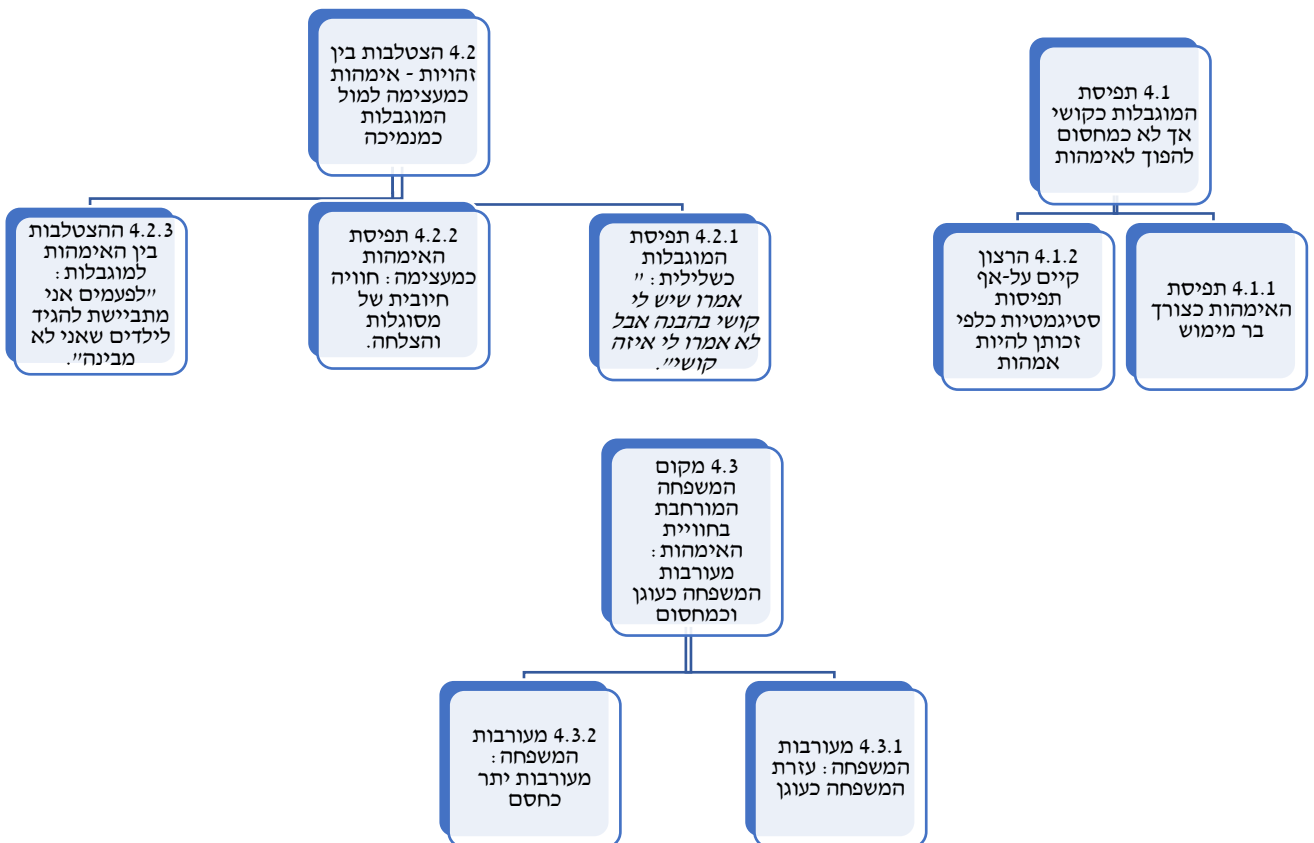 4.1
תפיסת
המוגבלות כקושי
אך לא כמחסום
להפוך לאימהות
4.1.1 תפיסת
האימהות כצורך
בר מימוש
4.1.2 הרצון
קיים על-אף
תפיסות
סטיגמטיות כלפי
זכותן להיות
אמהות
4.2 הצטלבות בין
זהויות - אימהות
כמעצימה למול
המוגבלות
כמנמיכה
4.2.1 תפיסת
המוגבלות
כשלילית: "
אמרו שיש לי
קושי בהבנה אבל
לא אמרו לי איזה
קושי".
4.2.2 תפיסת
האימהות
כמעצימה: חוויה
חיובית של
מסוגלות
והצלחה.
4.2.3 ההצטלבות
בין האימהות
למוגבלות:
"לפעמים אני
מתביישת להגיד
לילדים שאני לא
מבינה".
4.3 מקום
המשפחה
המורחבת
בחוויית
האימהות:
מעורבות
המשפחה כעוגן
וכמחסום
4.3.1 מעורבות
המשפחה: עזרת
המשפחה כעוגן
4.3.2 מעורבות
המשפחה:
מעורבות יתר
כחסם